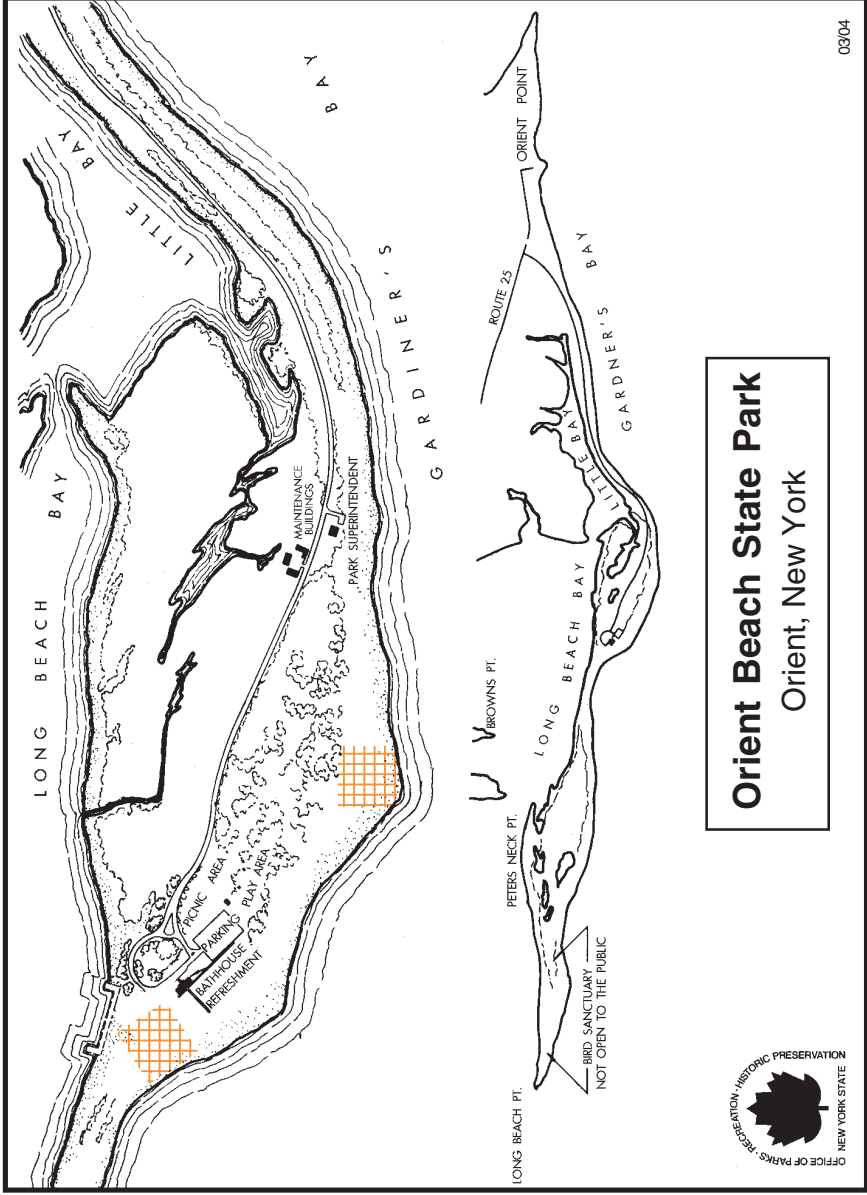 LONG BEACH BAY
LITTLE BAY
GARDINER'S BAY
MAINTENANCE
BUILDINGS
PARK SUPERINTENDENT
PICNIC AREA
PLAY AREA
PARKING
BATHHOUSE
REFRESHMENT
ORIENT POINT
ROUTE 25
GARDNER'S BAY
LITTLE BAY
LONG BEACH BAY
BROWNS PT.
PETERS NECK PT.
BIRD SANCTUARY
NOT OPEN TO THE PUBLIC
LONG BEACH PT.
Orient Beach State Park
Orient, New York
OFFICE OF PARKS · RECREATION · HISTORIC PRESERVATION
NEW YORK STATE
03/04